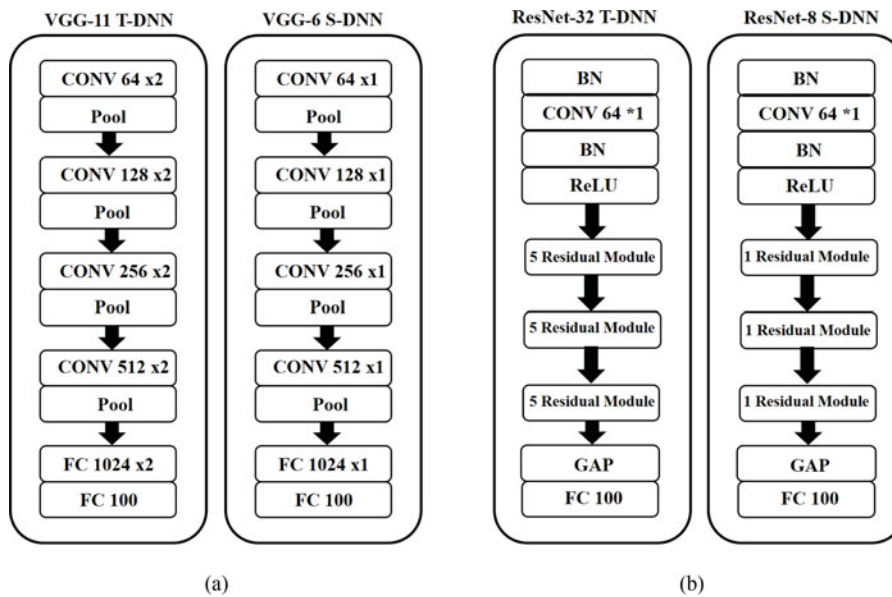 VGG-11 T-DNN
CONV 64 x2
Pool
CONV 128 x2
Pool
CONV 256 x2
Pool
CONV 512 x2
Pool
FC 1024 x2
FC 100
VGG-6 S-DNN
CONV 64 x1
Pool
CONV 128 x1
Pool
CONV 256 x1
Pool
CONV 512 x1
Pool
FC 1024 x1
FC 100
(a)
ResNet-32 T-DNN
BN
CONV 64 *1
BN
ReLU
5 Residual Module
5 Residual Module
5 Residual Module
GAP
FC 100
ResNet-8 S-DNN
BN
CONV 64 *1
BN
ReLU
1 Residual Module
1 Residual Module
1 Residual Module
GAP
FC 100
(b)